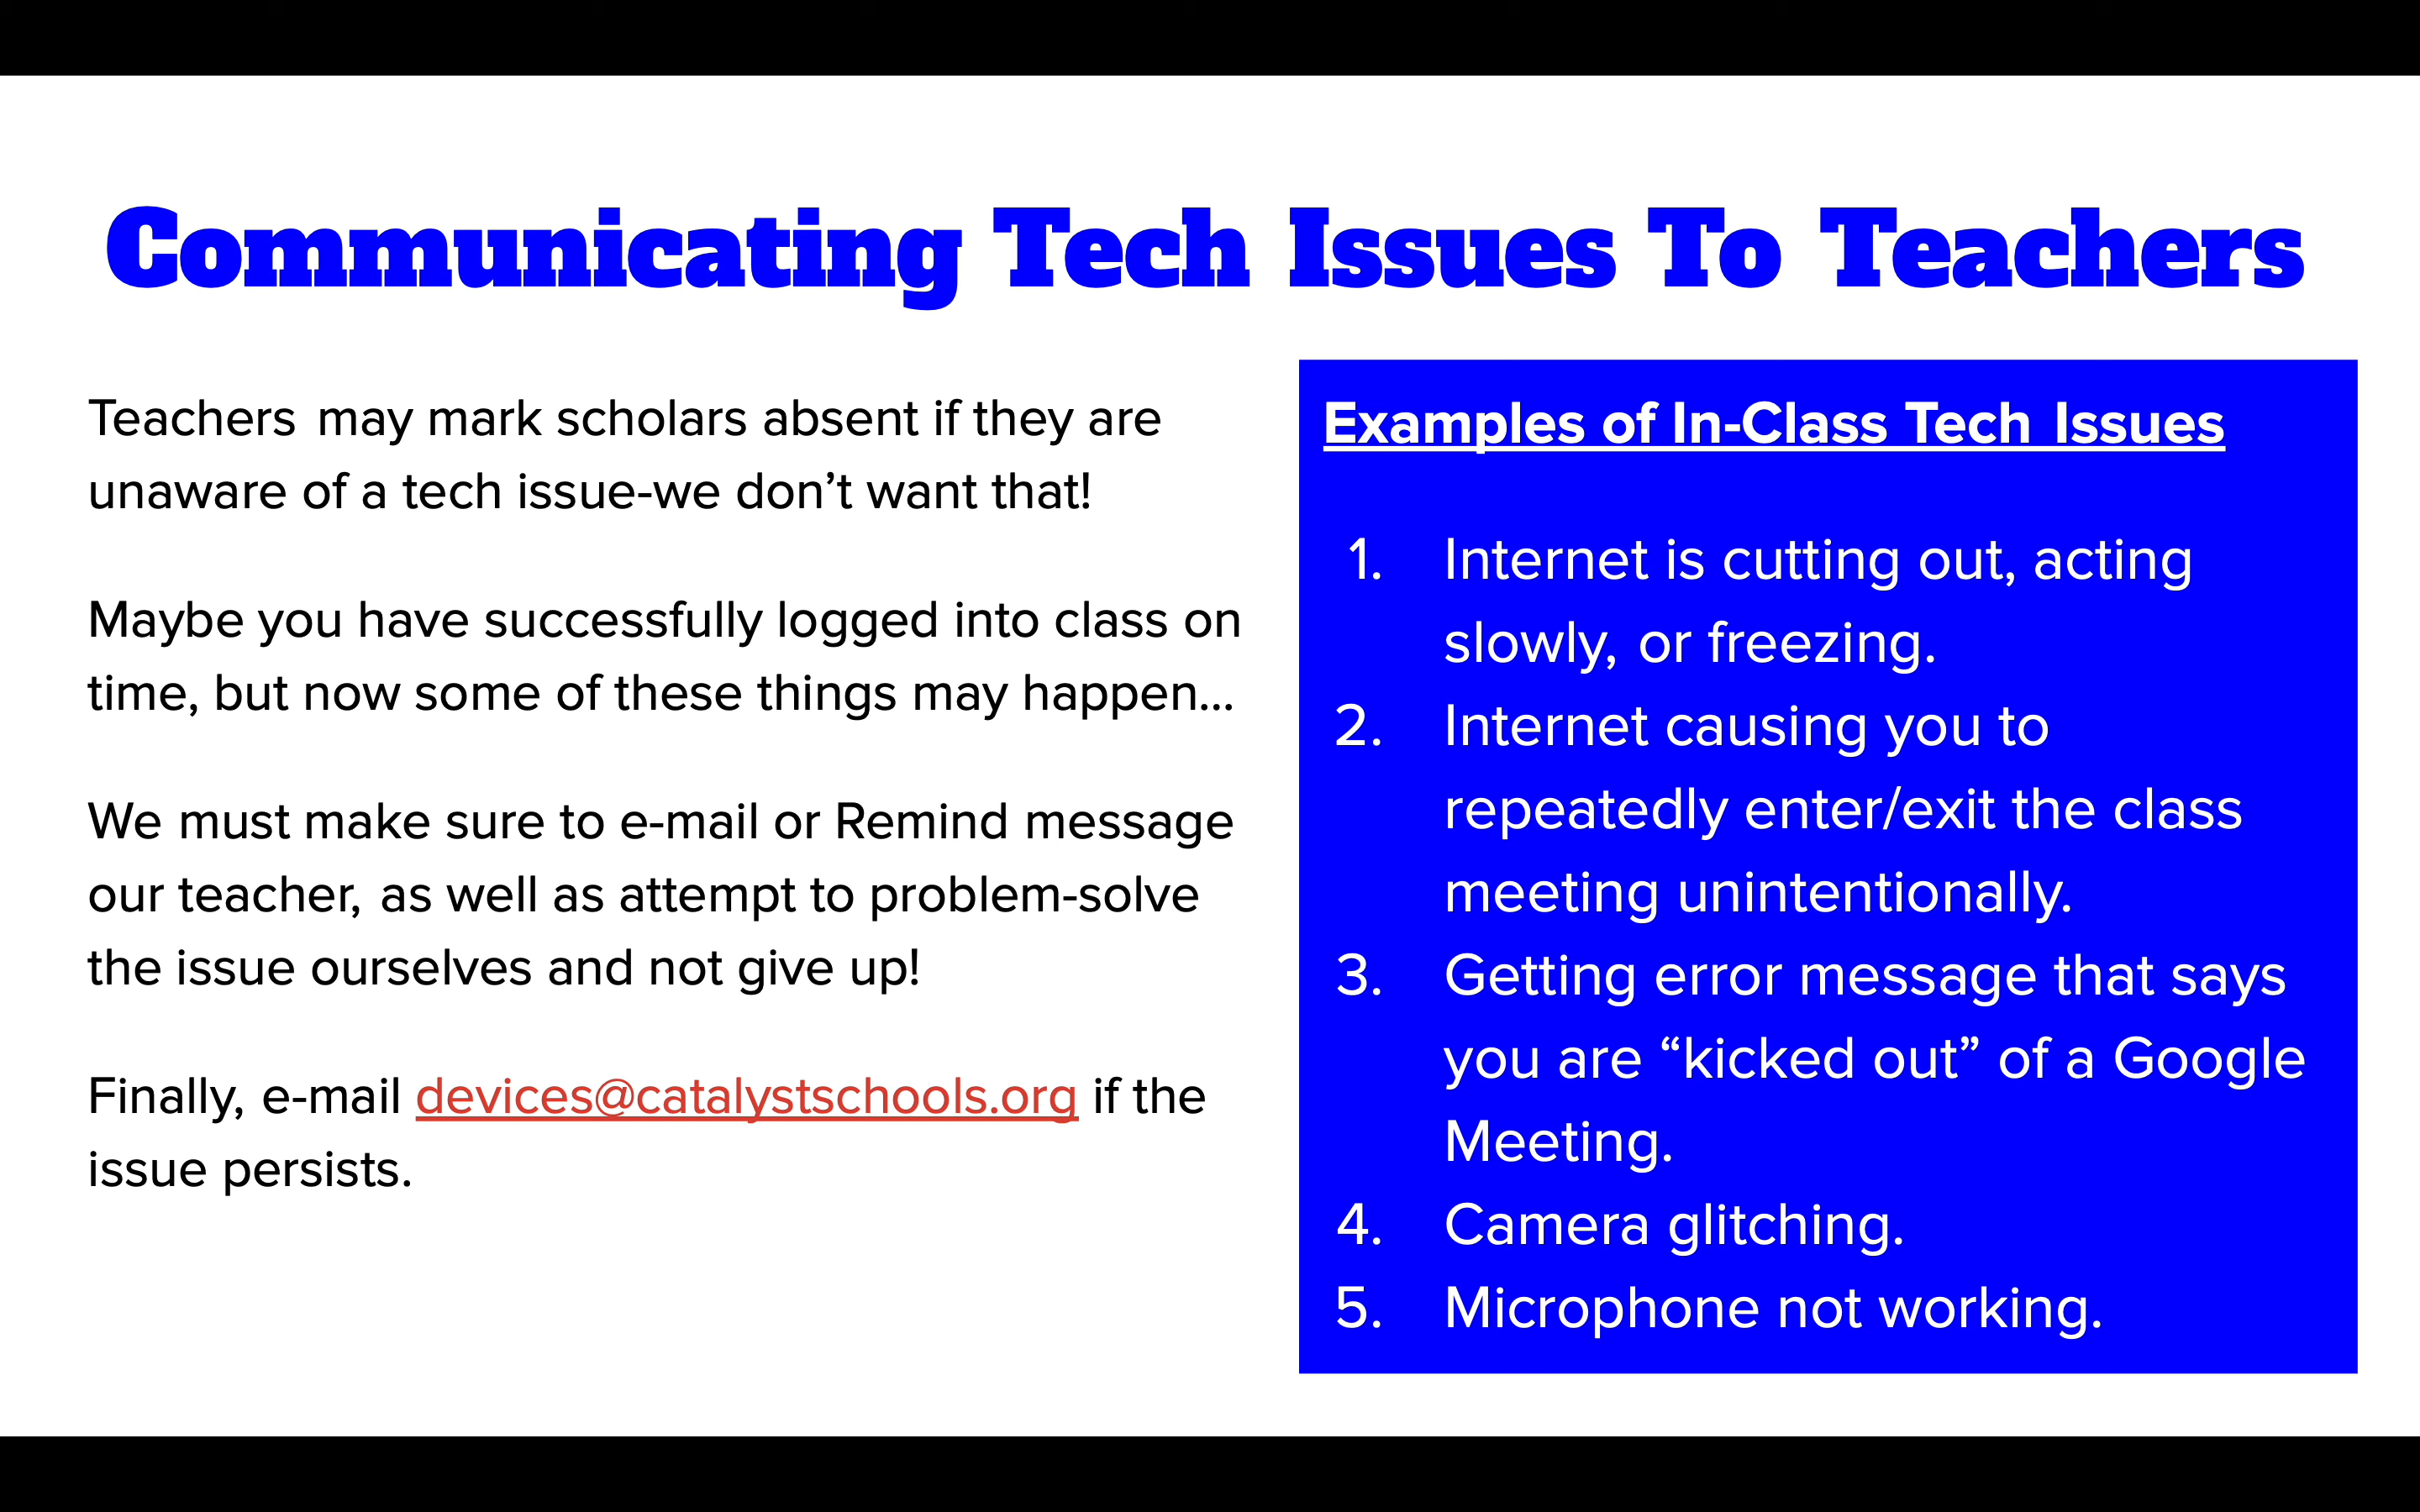 Communicating Tech Issues To Teachers
Teachers may mark scholars absent if they are
unaware of a tech issue-we don’t want that!
Maybe you have successfully logged into class on
time, but now some of these things may happen...
We must make sure to e-mail or Remind message
our teacher, as well as attempt to problem-solve
the issue ourselves and not give up!
Finally, e-mail devices@catalystschools.org if the
issue persists.
Examples of In-Class Tech Issues
1. Internet is cutting out, acting
slowly, or freezing.
2. Internet causing you to
repeatedly enter/exit the class
meeting unintentionally.
3. Getting error message that says
you are “kicked out” of a Google
Meeting.
4. Camera glitching.
5. Microphone not working.